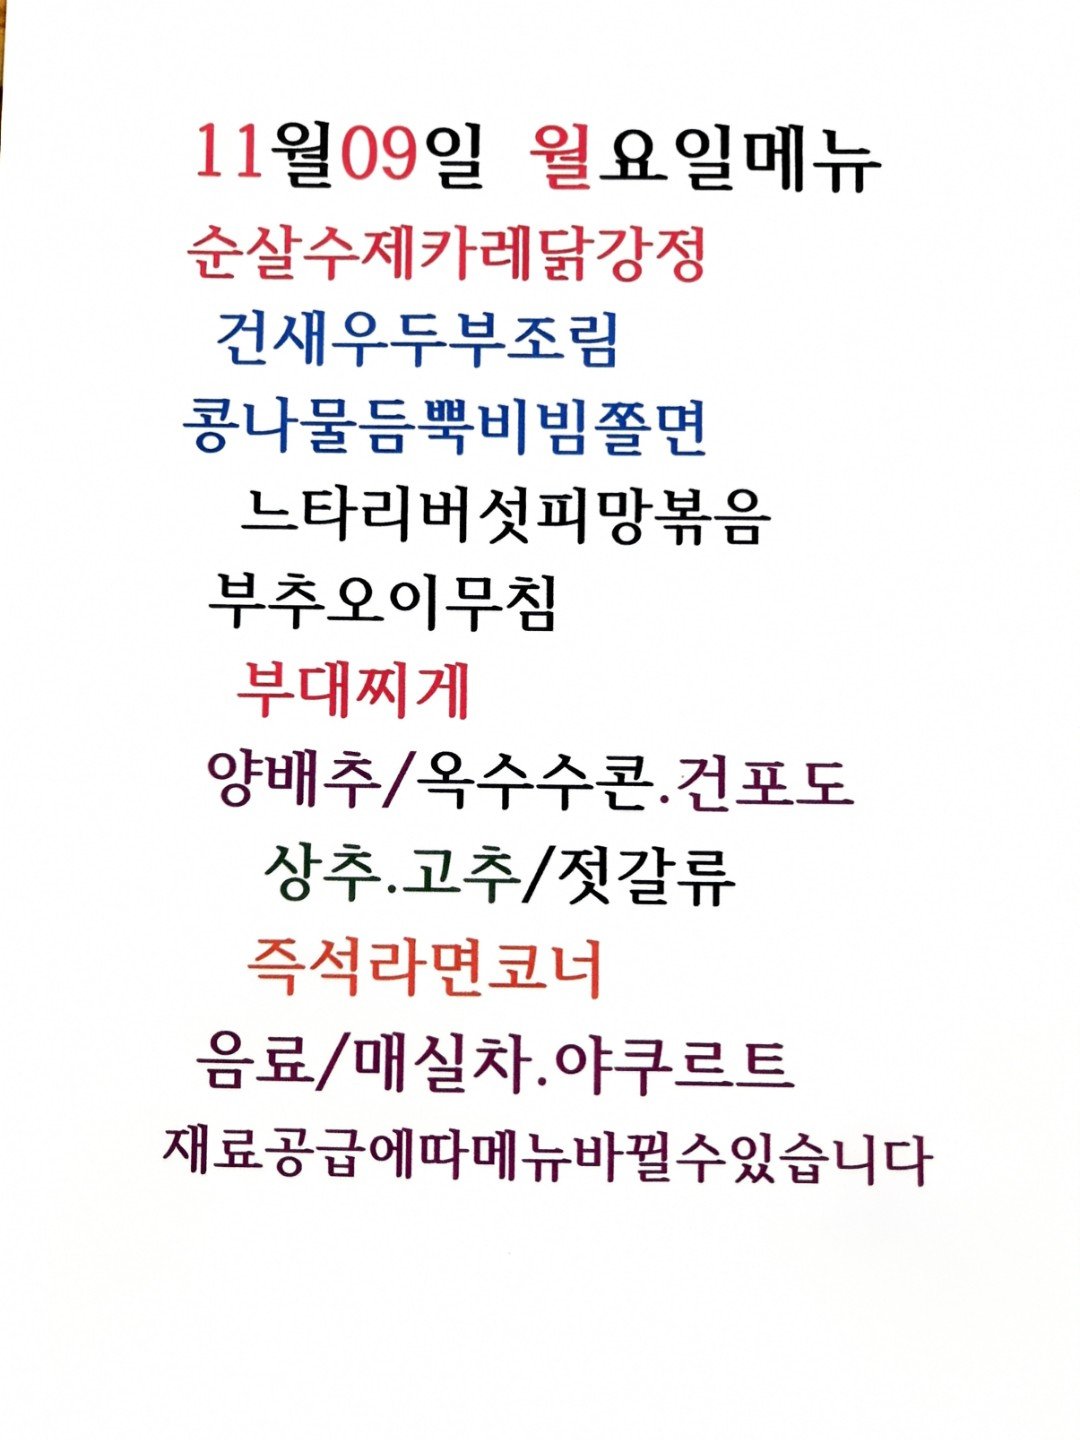 11월09일 월요일메뉴
순살수제카레닭강정
건새우두부조림
콩나물듬뿍비빔쫄면
느타리버섯피망볶음
부추오이무침
부대찌게
양배추/옥수수콘.건포도
상추.고추/젓갈류
즉석라면코너
음료/매실차.야쿠르트
재료공급에따메뉴바뀔수있습니다